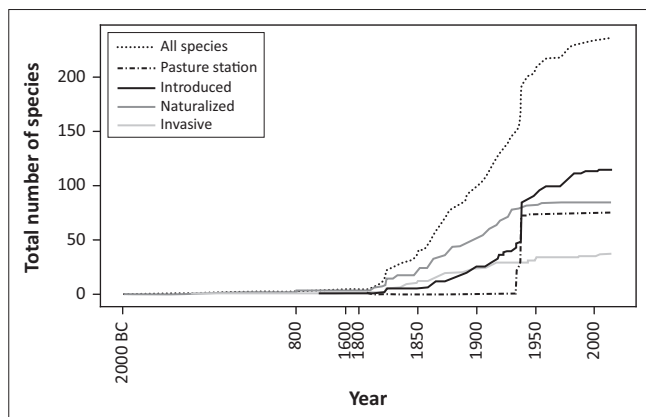 All species
Pasture station
Introduced
Naturalized
Invasive
Total number of species
200
150
100
50
0
2000 BC
800
1600
1800
1850
1900
1950
2000
Year